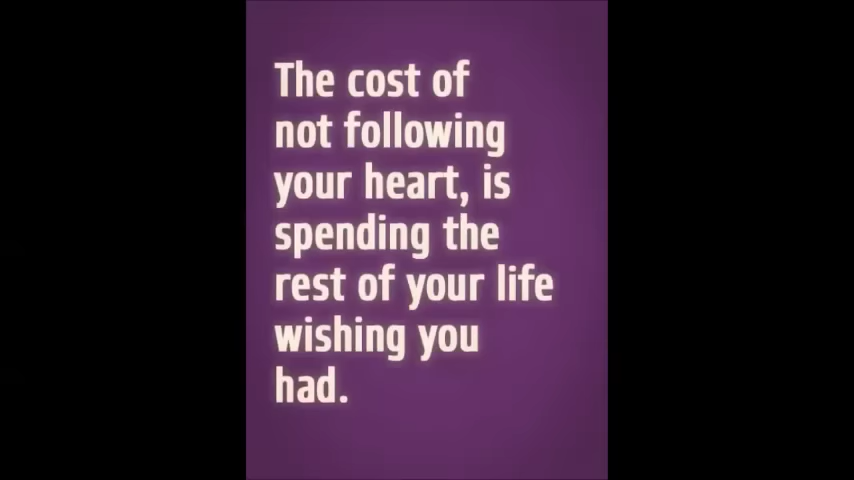 The cost of
not following
your heart, is
spending the
rest of your life
wishing you
had.